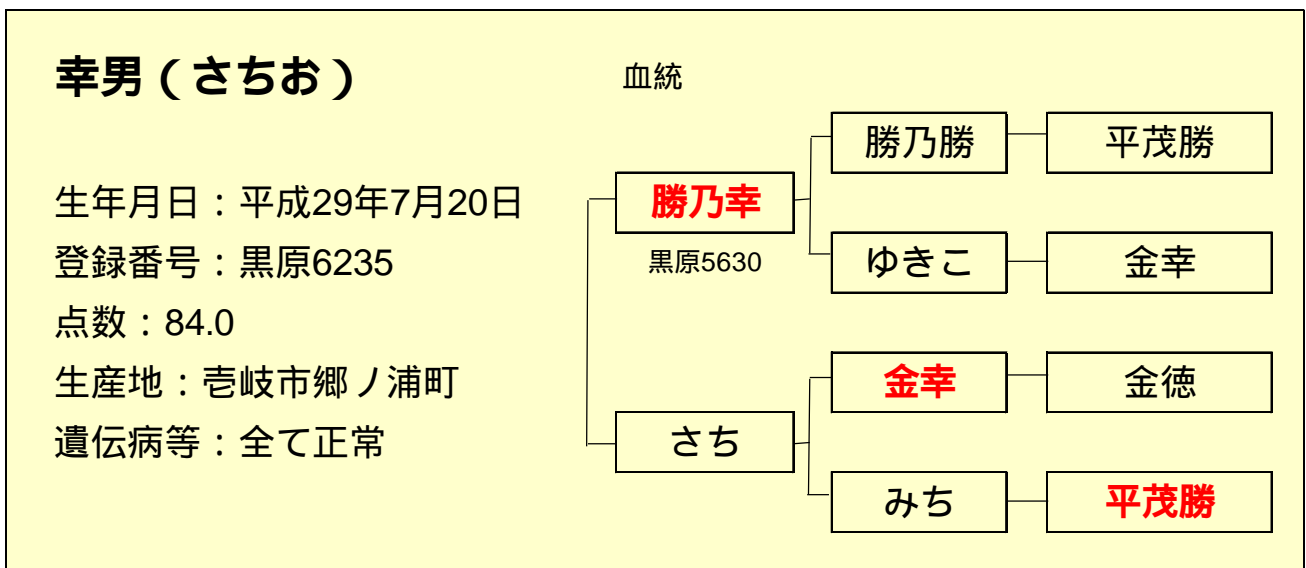 幸男(さちお)
血統
生年月日:平成29年7月20日
登録番号:黒原6235
点数:84.0
生産地:壱岐市郷ノ浦町
遺伝病等:全て正常
勝乃幸
黒原5630
勝乃勝
平茂勝
ゆきこ
金幸
さち
金幸
金徳
みち
平茂勝